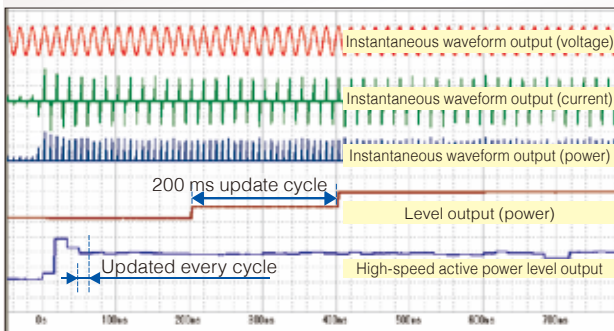 Instantaneous waveform output (voltage)
Instantaneous waveform output (current)
Instantaneous waveform output (power)
200 ms update cycle
Level output (power)
Updated every cycle
High-speed active power level output
0s 100ms 200ms 300ms 400ms 500ms 600ms 700ms